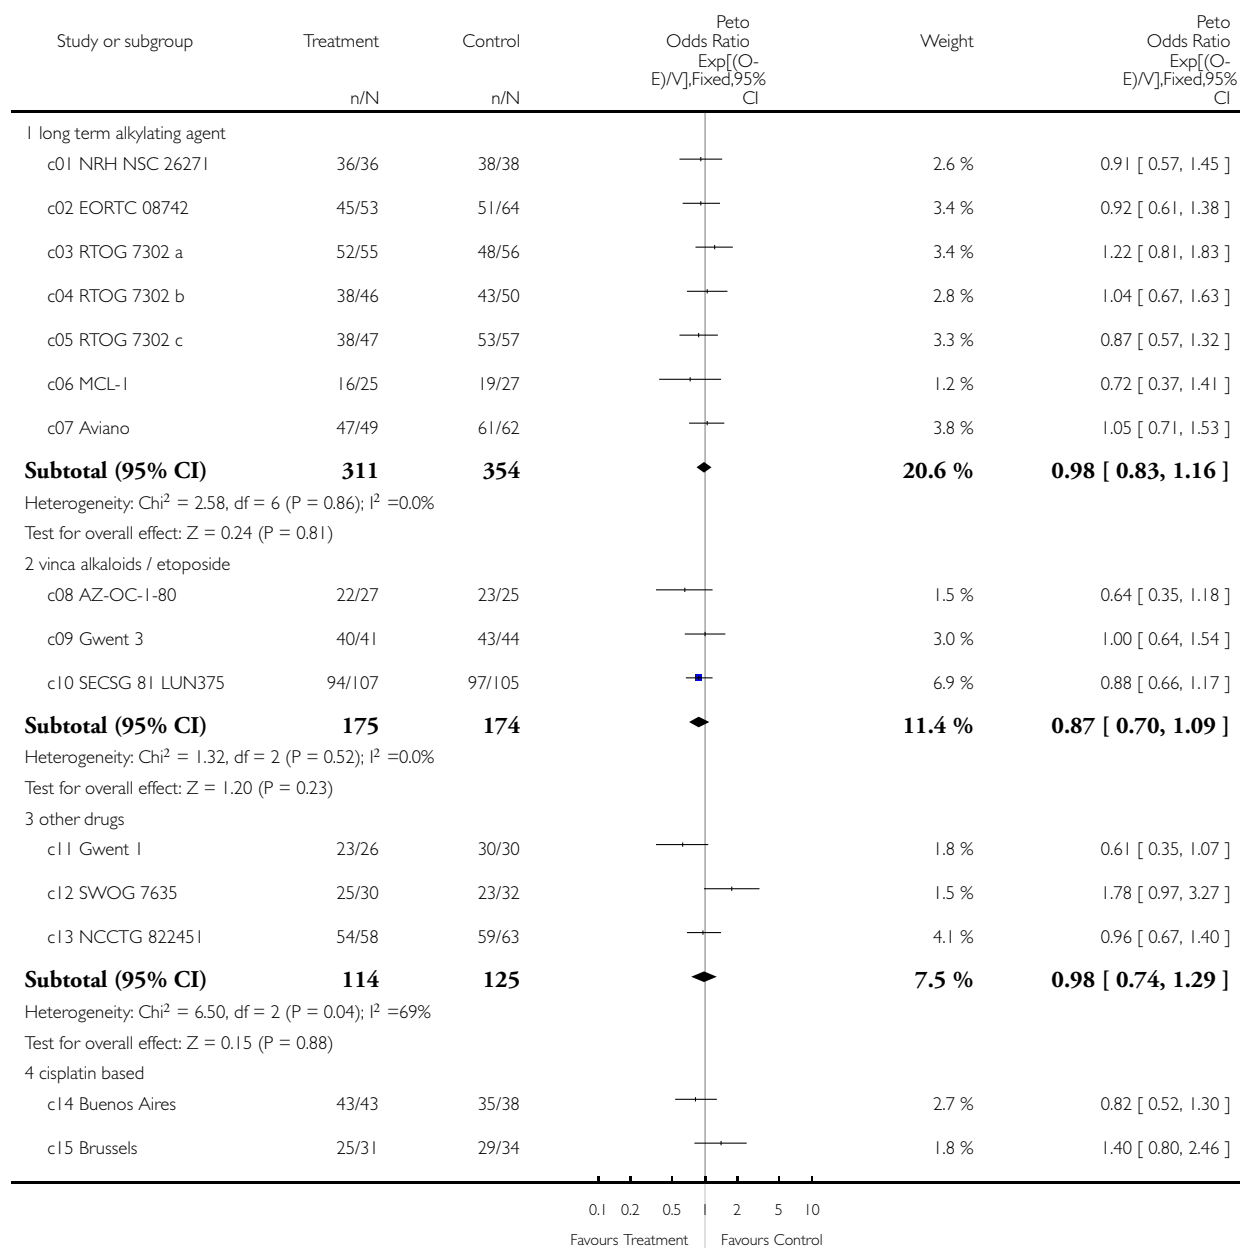 Peto
Peto
Study or subgroup Treatment Control Odds Ratio Weight Odds Ratio
Exp[(O- Exp[(O-
E)/V],Fixed,95% E)/V],Fixed,95%
n/N n/N CI CI
1 long term alkylating agent
c01 NRH NSC 26271 36/36 38/38 2.6 % 0.91 [ 0.57, 1.45 ]
c02 EORTC 08742 45/53 51/64 3.4 % 0.92 [ 0.61, 1.38 ]
c03 RTOG 7302 a 52/55 48/56 3.4 % 1.22 [ 0.81, 1.83 ]
c04 RTOG 7302 b 38/46 43/50 2.8 % 1.04 [ 0.67, 1.63 ]
c05 RTOG 7302 c 38/47 53/57 3.3 % 0.87 [ 0.57, 1.32 ]
c06 MCL-1 16/25 19/27 1.2 % 0.72 [ 0.37, 1.41 ]
c07 Aviano 47/49 61/62 3.8 % 1.05 [ 0.71, 1.53 ]
Subtotal (95% CI) 311 354 20.6 % 0.98 [ 0.83, 1.16 ]
Heterogeneity: Chi² = 2.58, df = 6 (P = 0.86); I² =0.0%
Test for overall effect: Z = 0.24 (P = 0.81)
2 vinca alkaloids / etoposide
c08 AZ-OC-1-80 22/27 23/25 1.5 % 0.64 [ 0.35, 1.18 ]
c09 Gwent 3 40/41 43/44 3.0 % 1.00 [ 0.64, 1.54 ]
c10 SECSG 81 LUN375 94/107 97/105 6.9 % 0.88 [ 0.66, 1.17 ]
Subtotal (95% CI) 175 174 11.4 % 0.87 [ 0.70, 1.09 ]
Heterogeneity: Chi² = 1.32, df = 2 (P = 0.52); I² =0.0%
Test for overall effect: Z = 1.20 (P = 0.23)
3 other drugs
c11 Gwent 1 23/26 30/30 1.8 % 0.61 [ 0.35, 1.07 ]
c12 SWOG 7635 25/30 23/32 1.5 % 1.78 [ 0.97, 3.27 ]
c13 NCCTG 822451 54/58 59/63 4.1 % 0.96 [ 0.67, 1.40 ]
Subtotal (95% CI) 114 125 7.5 % 0.98 [ 0.74, 1.29 ]
Heterogeneity: Chi² = 6.50, df = 2 (P = 0.04); I² =69%
Test for overall effect: Z = 0.15 (P = 0.88)
4 cisplatin based
c14 Buenos Aires 43/43 35/38 2.7 % 0.82 [ 0.52, 1.30 ]
c15 Brussels 25/31 29/34 1.8 % 1.40 [ 0.80, 2.46 ]
0.1 0.2 0.5 1 2 5 10
Favours Treatment Favours Control